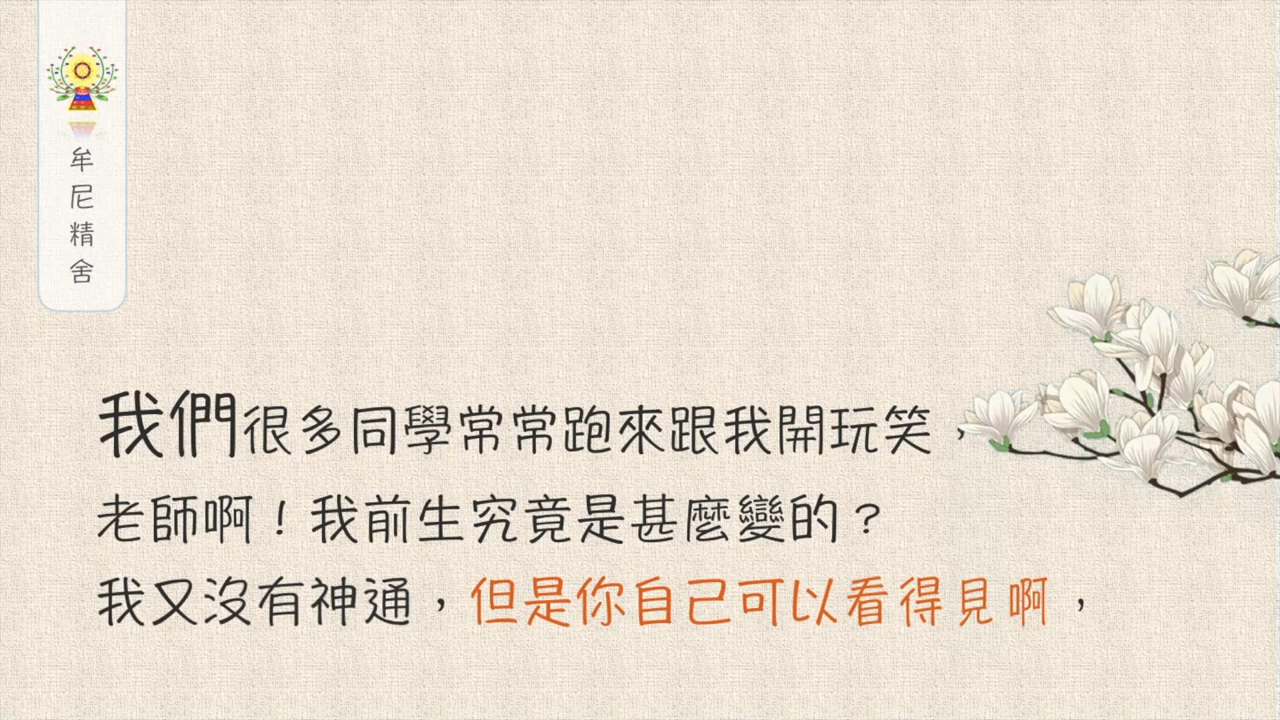 牟尼精舍
我們很多同學常常跑來跟我開玩笑，
老師啊！我前生究竟是甚麼變的？
我又沒有神通，但是你自己可以看得見啊，